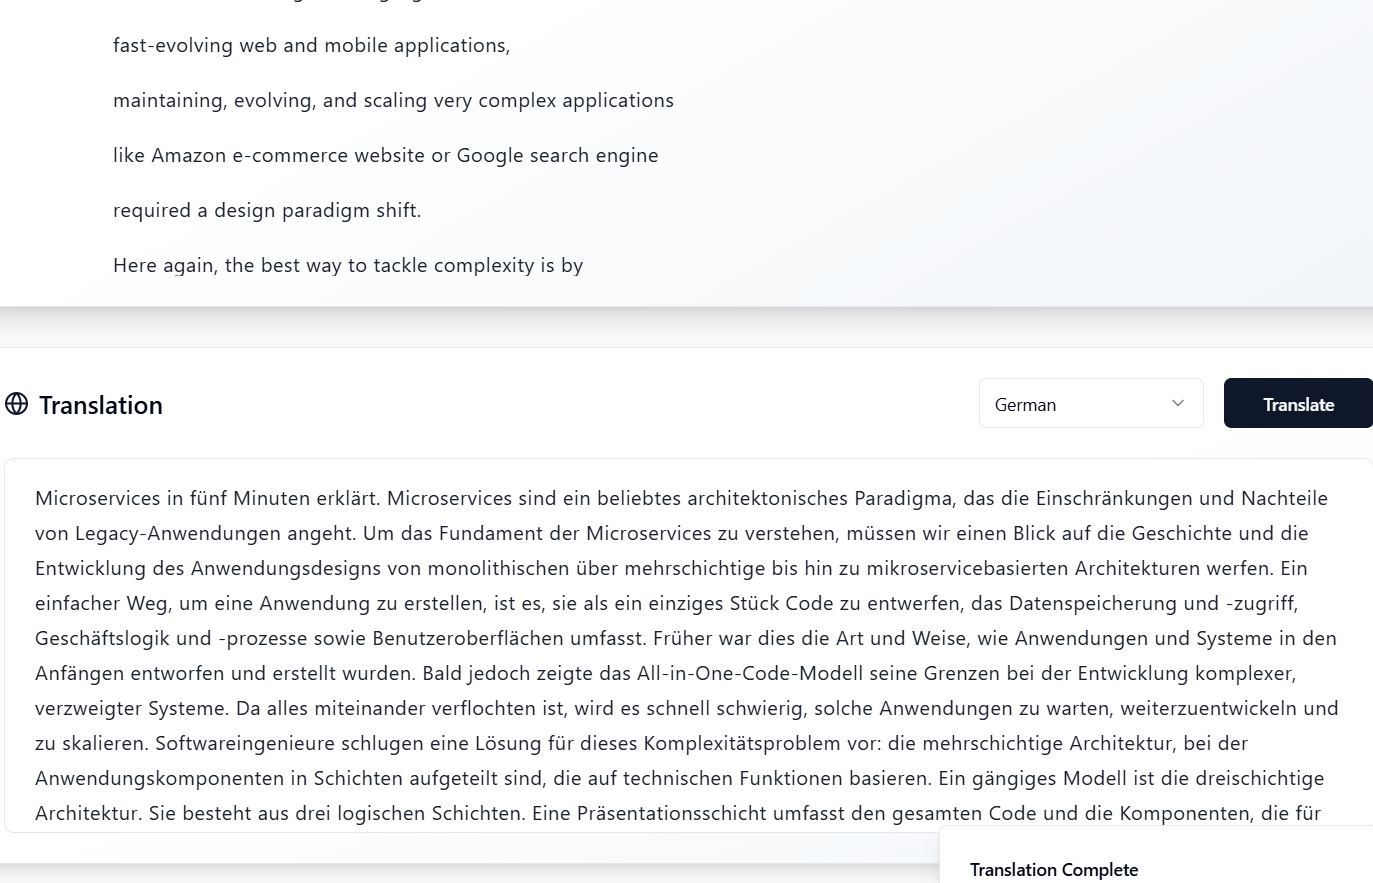 fast-evolving web and mobile applications,
maintaining, evolving, and scaling very complex applications
like Amazon e-commerce website or Google search engine
required a design paradigm shift.
Here again, the best way to tackle complexity is by
Translation
German
Translate
Microservices in fünf Minuten erklärt. Microservices sind ein beliebtes architektonisches Paradigma, das die Einschränkungen und Nachteile
von Legacy-Anwendungen angeht. Um das Fundament der Microservices zu verstehen, müssen wir einen Blick auf die Geschichte und die
Entwicklung des Anwendungsdesigns von monolithischen über mehrschichtige bis hin zu mikroservicebasierten Architekturen werfen. Ein
einfacher Weg, um eine Anwendung zu erstellen, ist es, sie als ein einziges Stück Code zu entwerfen, das Datenspeicherung und -zugriff,
Geschäftslogik und -prozesse sowie Benutzeroberflächen umfasst. Früher war dies die Art und Weise, wie Anwendungen und Systeme in den
Anfängen entworfen und erstellt wurden. Bald jedoch zeigte das All-in-One-Code-Modell seine Grenzen bei der Entwicklung komplexer,
verzweigter Systeme. Da alles miteinander verflochten ist, wird es schnell schwierig, solche Anwendungen zu warten, weiterzuentwickeln und
zu skalieren. Softwareingenieure schlugen eine Lösung für dieses Komplexitätsproblem vor: die mehrschichtige Architektur, bei der
Anwendungskomponenten in Schichten aufgeteilt sind, die auf technischen Funktionen basieren. Ein gängiges Modell ist die dreischichtige
Architektur. Sie besteht aus drei logischen Schichten. Eine Präsentationsschicht umfasst den gesamten Code und die Komponenten, die für
Translation Complete